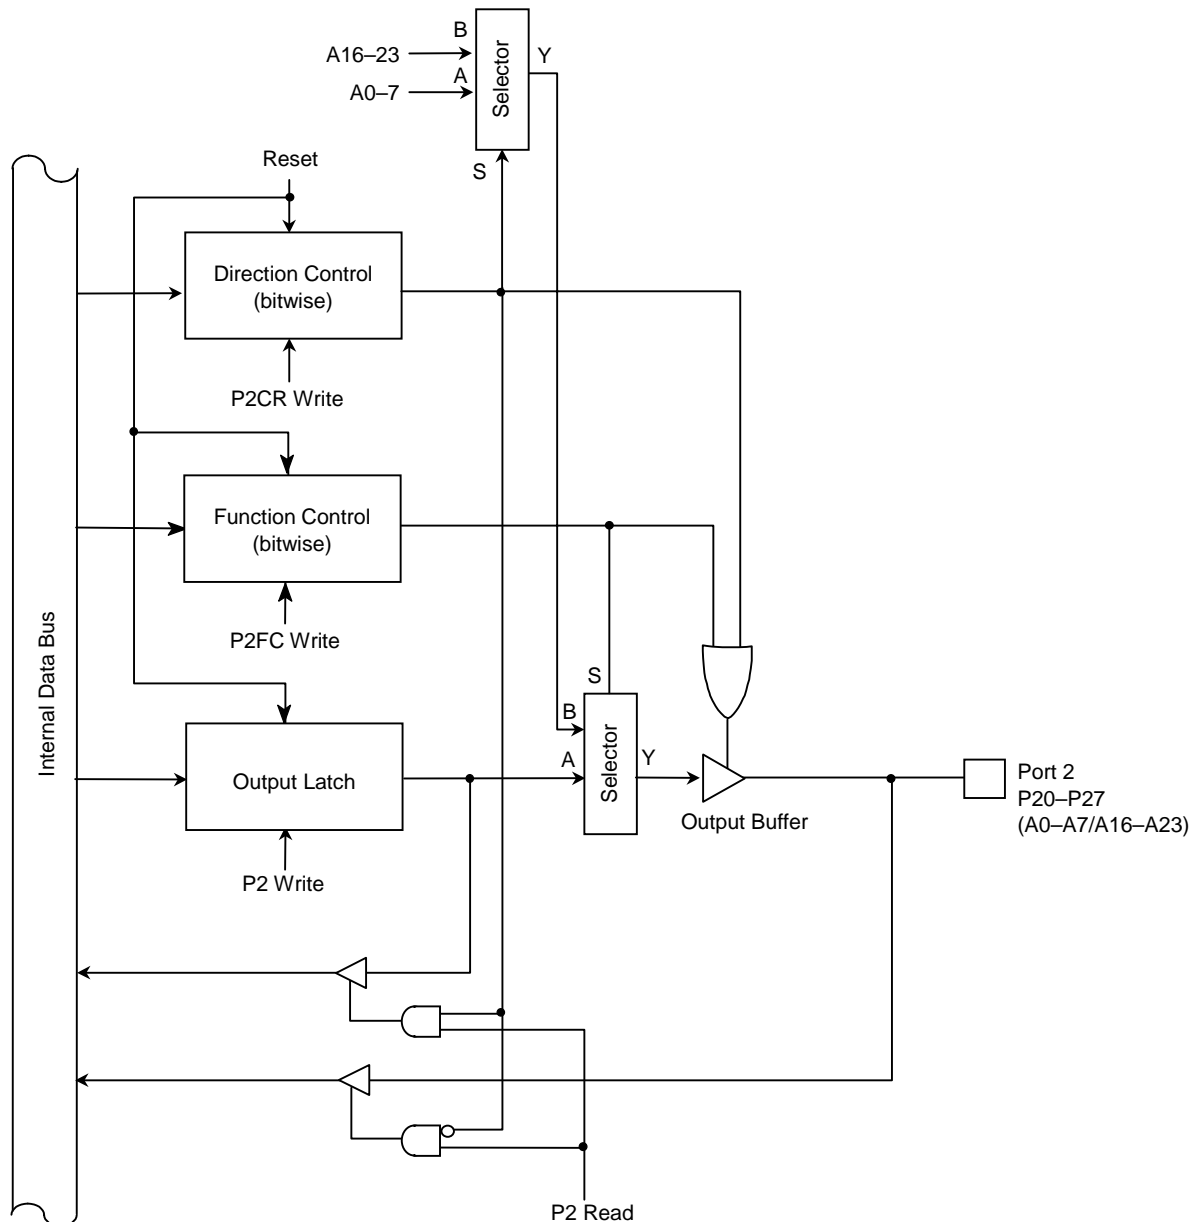 B
A16–23
Y
A
A0–7
Selector
S
Reset
Direction Control
(bitwise)
P2CR Write
Function Control
(bitwise)
P2FC Write
Internal Data Bus
S
B
A
Selector
Y
Output Latch
Output Buffer
Port 2
P20–P27
(A0–A7/A16–A23)
P2 Write
P2 Read